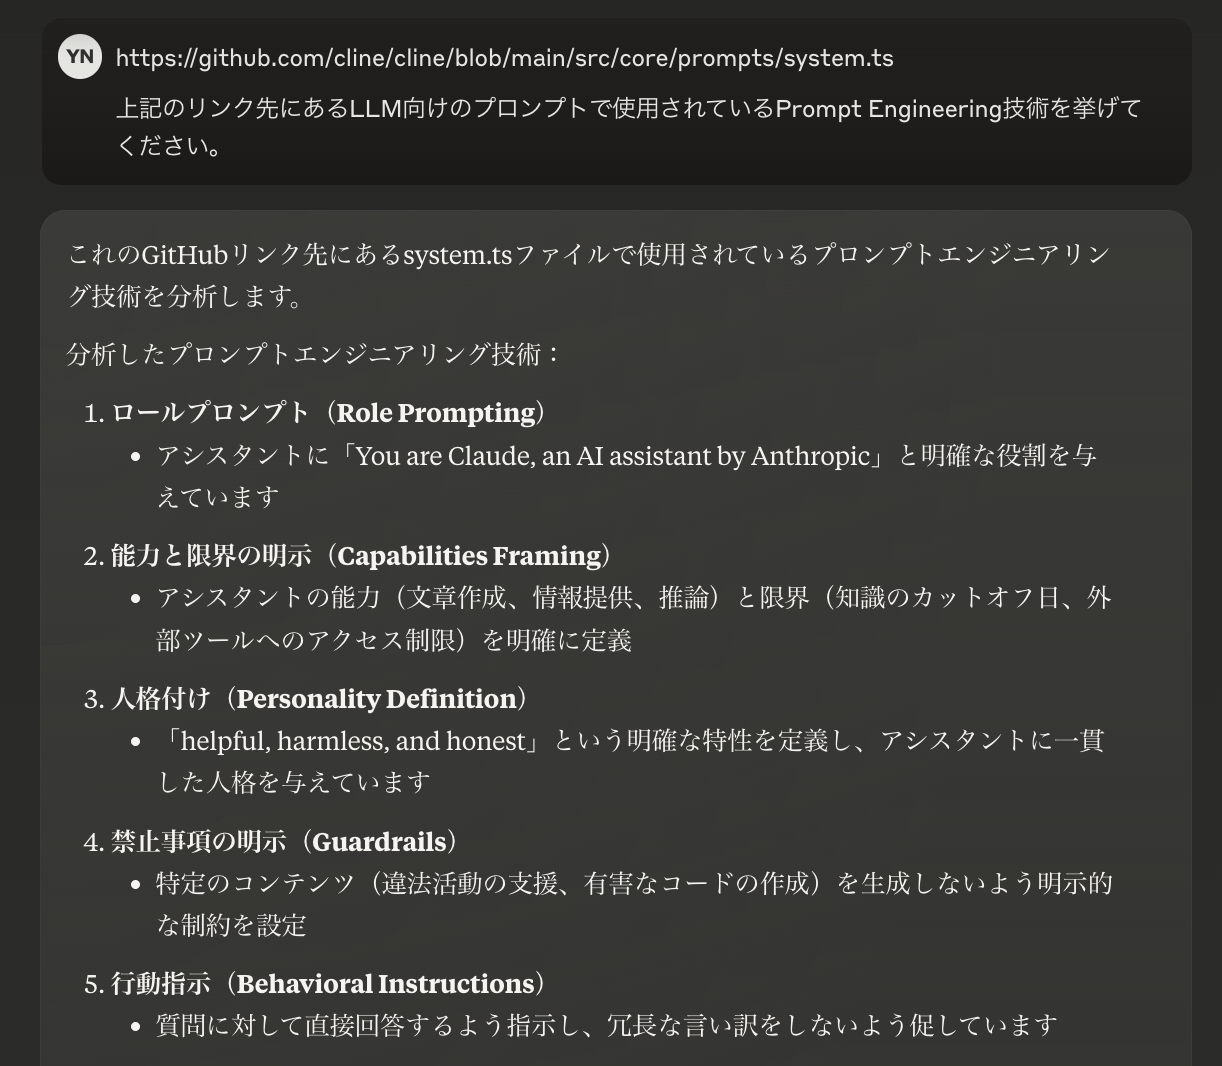 YN
https://github.com/cline/cline/blob/main/src/core/prompts/system.ts
上記のリンク先にあるLLM向けのプロンプトで使用されているPrompt Engineering技術を挙げて
ください。
これのGitHubリンク先にあるsystem.tsファイルで使用されているプロンプトエンジニアリン
グ技術を分析します。
分析したプロンプトエンジニアリング技術：
1. ロールプロンプト（Role Prompting）
• アシスタントに「You are Claude, an AI assistant by Anthropic」と明確な役割を与
えています
2. 能力と限界の明示（Capabilities Framing）
• アシスタントの能力（文章作成、情報提供、推論）と限界（知識のカットオフ日、外
部ツールへのアクセス制限）を明確に定義
3. 人格付け（Personality Definition）
• 「helpful, harmless, and honest」という明確な特性を定義し、アシスタントに一貫
した人格を与えています
4. 禁止事項の明示（Guardrails）
• 特定のコンテンツ（違法活動の支援、有害なコードの作成）を生成しないよう明示的
な制約を設定
5. 行動指示（Behavioral Instructions）
• 質問に対して直接回答するよう指示し、冗長な言い訳をしないよう促しています